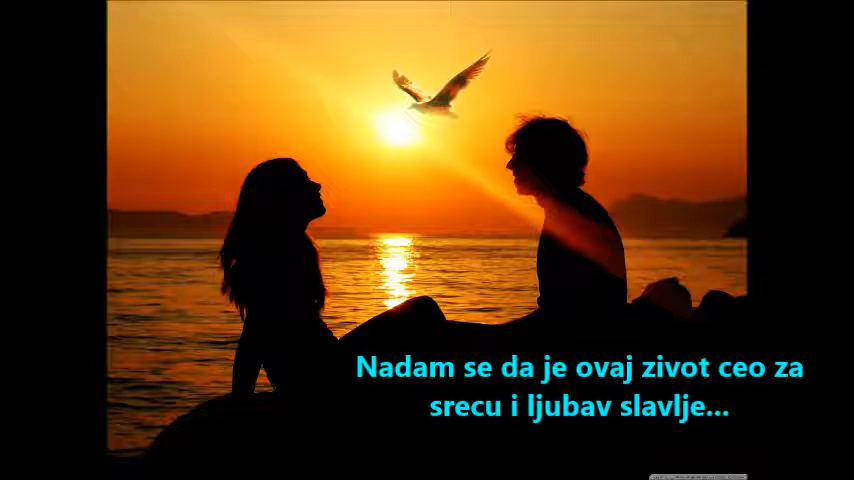 Nadam se da je ovaj zivot ceo za
srecu i ljubav slavlje...